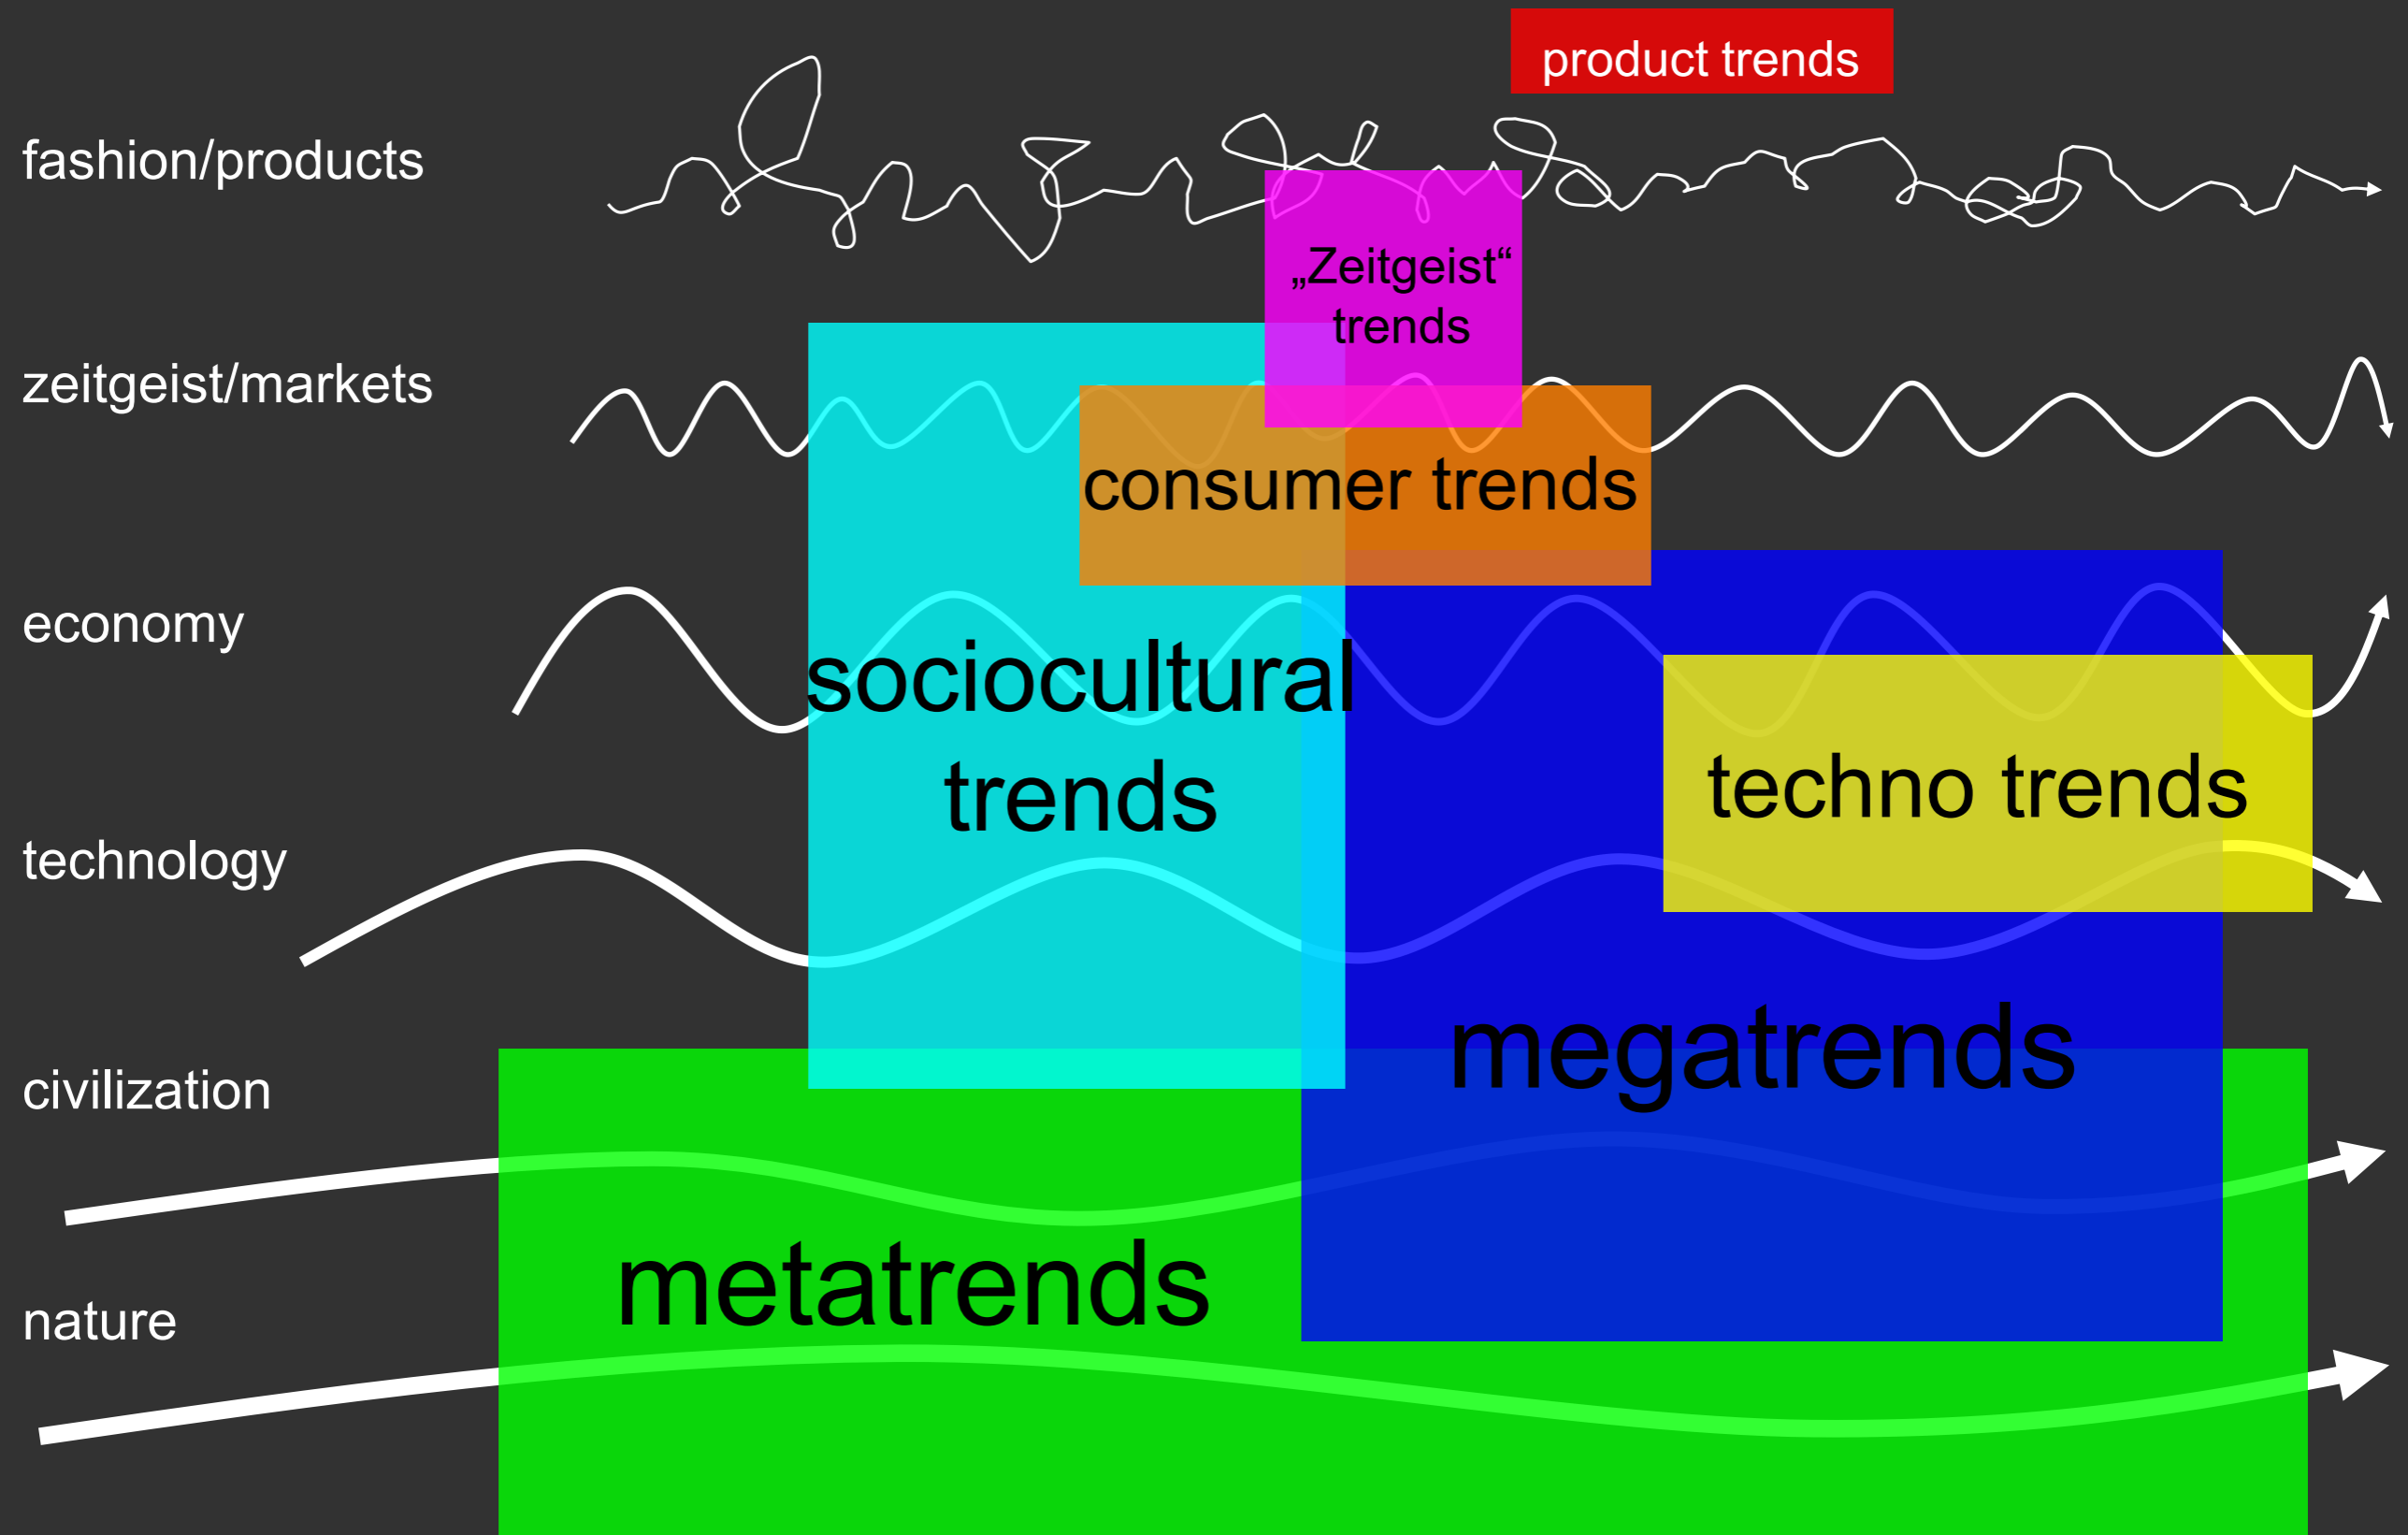 product trends
fashion/products
„Zeitgeist“
trends
zeitgeist/markets
consumer trends
economy
sociocultural
trends
techno trends
technology
megatrends
civilization
metatrends
nature